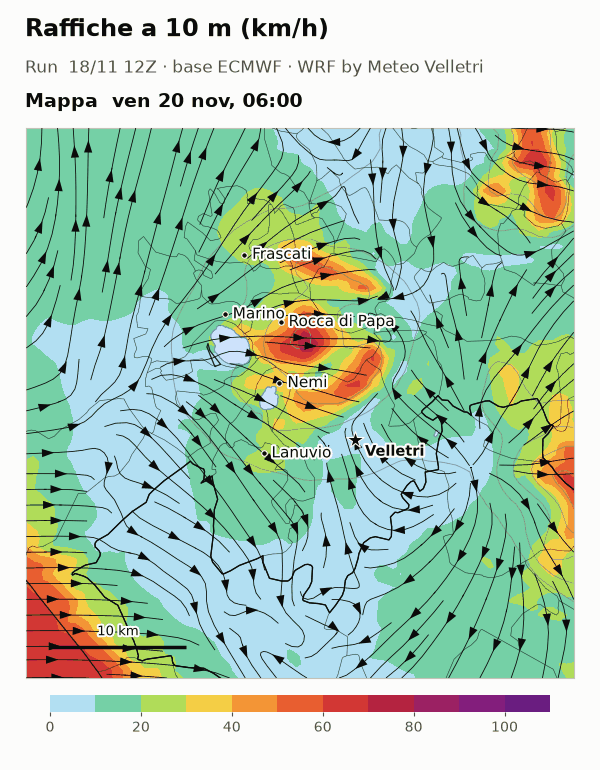 Raffiche a 10 m (km/h)
Run  18/11 12Z · base ECMWF · WRF by Meteo Velletri
Mappa  ven 20 nov, 06:00
Frascati
Marino
Rocca di Papa
Nemi
Velletri
Lanuvio
10 km
0 20 40 60 80 100